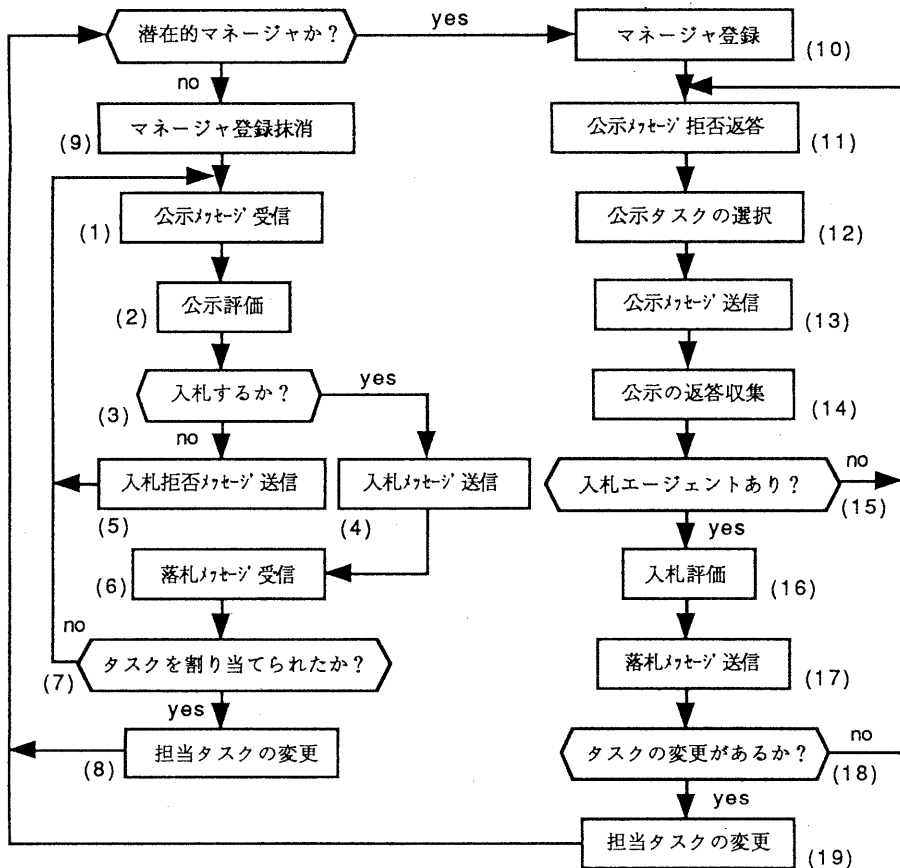 潜在的マネージャか？
yes
no
マネージャ登録抹消
(9)
公示メッセージ受信
(1)
公示評価
(2)
入札するか？
(3)
yes
no
入札拒否メッセージ送信
(5)
入札メッセージ送信
(4)
落札メッセージ受信
(6)
no
タスクを割り当てられたか？
(7)
yes
担当タスクの変更
(8)
マネージャ登録
(10)
公示メッセージ拒否返答
(11)
公示タスクの選択
(12)
公示メッセージ送信
(13)
公示の返答収集
(14)
入札エージェントあり？
no
(15)
yes
入札評価
(16)
落札メッセージ送信
(17)
タスクの変更があるか？
no
(18)
yes
担当タスクの変更
(19)